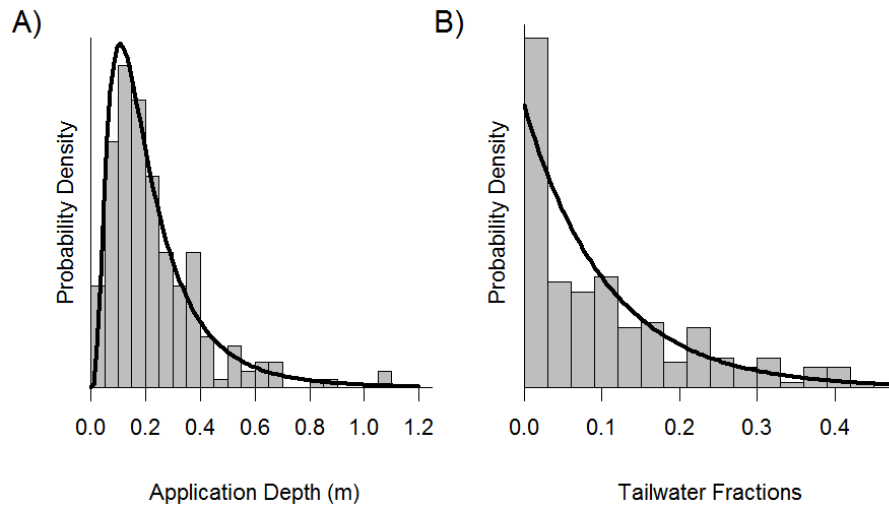 A)
Probability Density
0.0 0.2 0.4 0.6 0.8 1.0 1.2
Application Depth (m)
B)
Probability Density
0.0 0.1 0.2 0.3 0.4
Tailwater Fractions